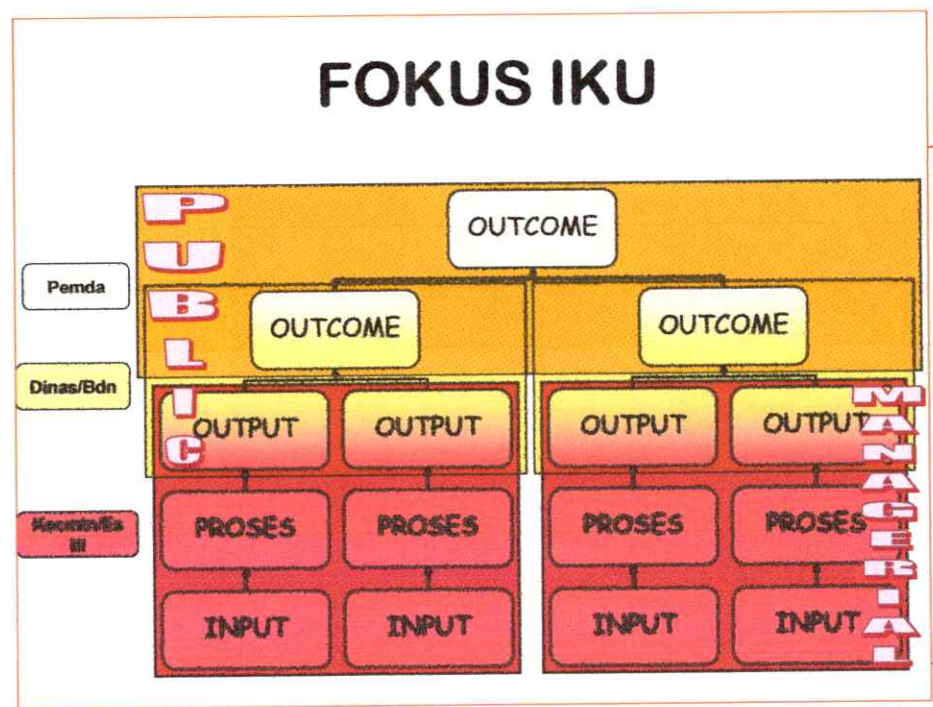 FOKUS IKU
PUBLIC
OUTCOME
Pemda
OUTCOME OUTCOME
Dinas/Bdn
OUTPUT OUTPUT OUTPUT OUTPUT
MANAGERIAL
PROSES PROSES PROSES PROSES
III
INPUT INPUT INPUT INPUT